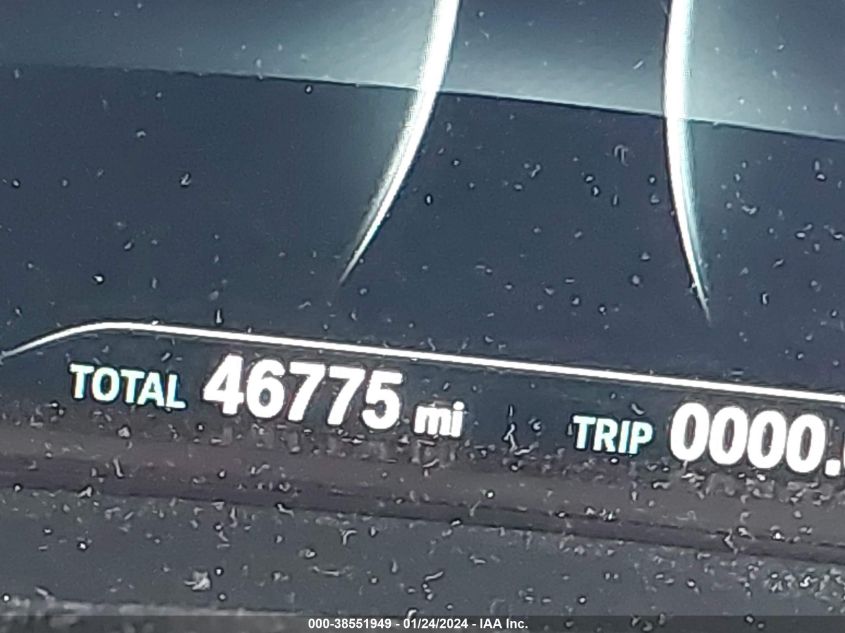 TOTAL 46775 mi TRIP 0000.
000-38551949 - 01/24/2024 - IAA Inc.